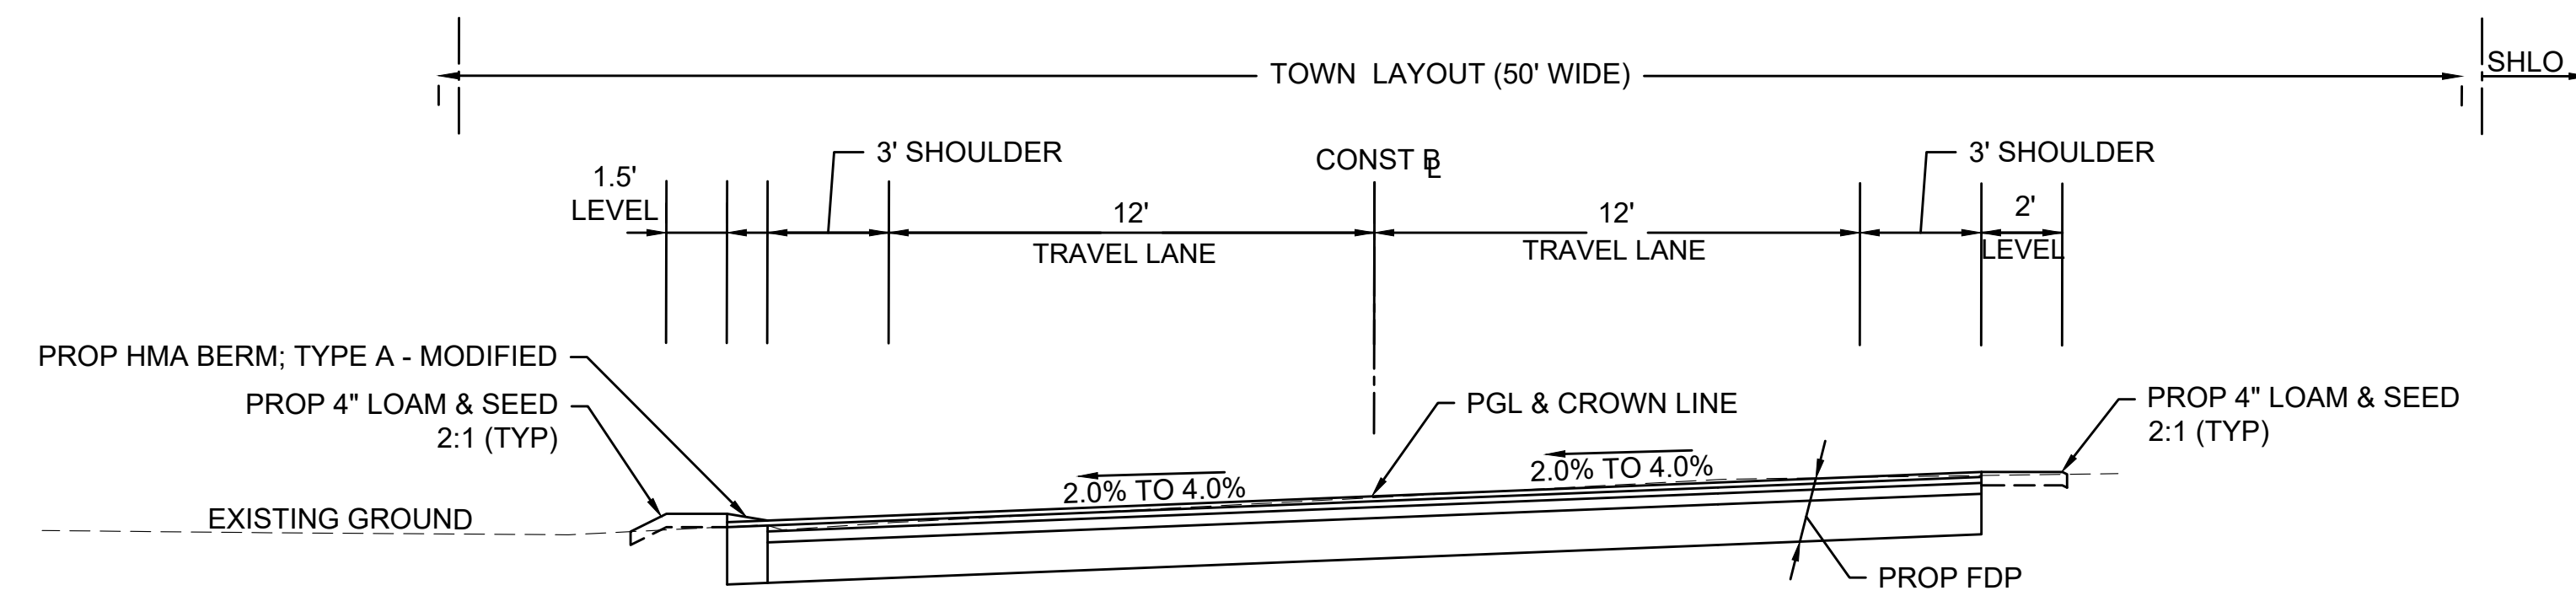 TOWN LAYOUT (50' WIDE)
SHLO
3' SHOULDER
CONST BL
3' SHOULDER
1.5'
LEVEL
12'
TRAVEL LANE
12'
TRAVEL LANE
2'
LEVEL
PROP HMA BERM; TYPE A - MODIFIED
PROP 4" LOAM & SEED
2:1 (TYP)
PGL & CROWN LINE
PROP 4" LOAM & SEED
2:1 (TYP)
2.0% TO 4.0%
2.0% TO 4.0%
EXISTING GROUND
PROP FDP